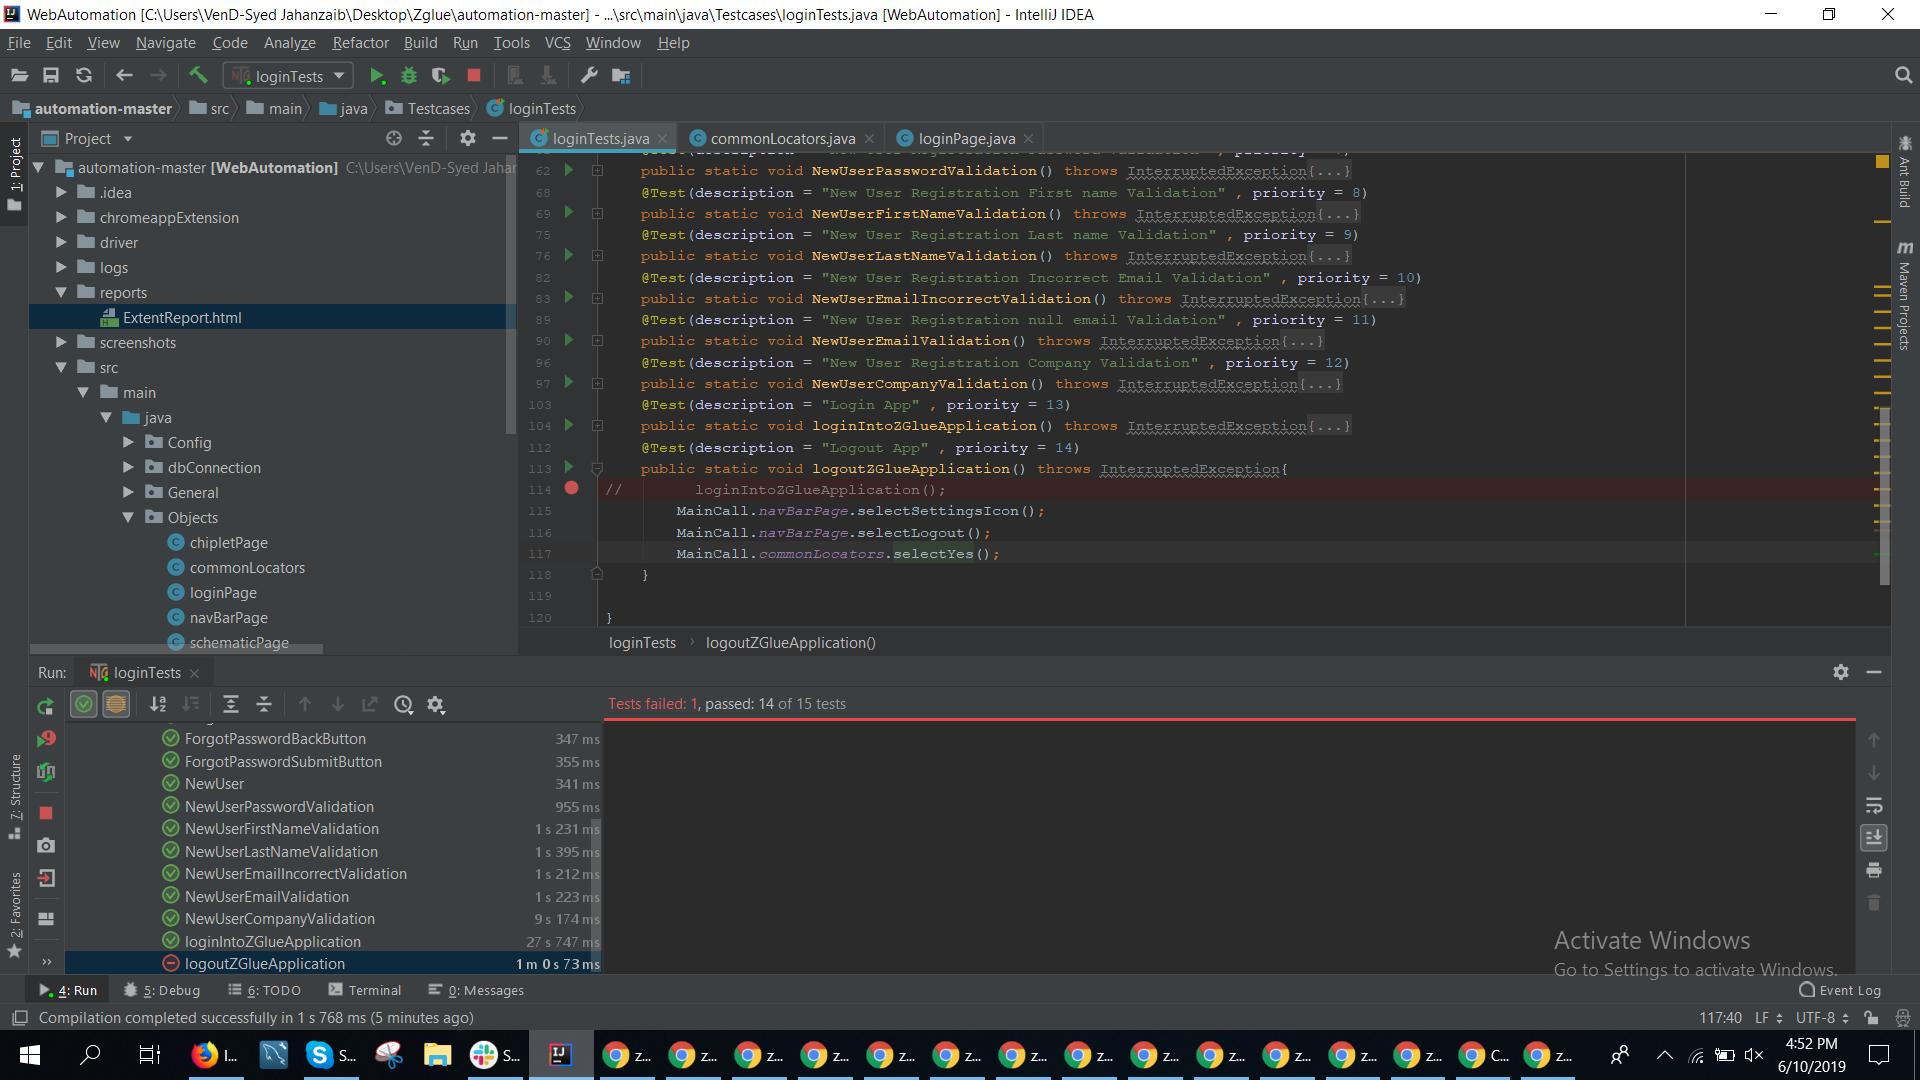 WebAutomation [C:\Users\VenD-Syed Jahanzaib\Desktop\Zglue\automation-master] - ...\src\main\java\Testcases\loginTests.java [WebAutomation] - IntelliJ IDEA
File Edit View Navigate Code Analyze Refactor Build Run Tools VCS Window Help
loginTests
automation-master src main java Testcases loginTests
1: Project
Project
automation-master [WebAutomation] C:\Users\VenD-Syed Jahar
.idea
chromeappExtension
driver
logs
reports
ExtentReport.html
screenshots
src
main
java
Config
dbConnection
General
Objects
chipletPage
commonLocators
loginPage
navBarPage
schematicPage
loginTests.java commonLocators.java loginPage.java
62 public static void NewUserPasswordValidation() throws InterruptedException{...}
68 @Test(description = "New User Registration First name Validation" , priority = 8)
69 public static void NewUserFirstNameValidation() throws InterruptedException{...}
75 @Test(description = "New User Registration Last name Validation" , priority = 9)
76 public static void NewUserLastNameValidation() throws InterruptedException{...}
82 @Test(description = "New User Registration Incorrect Email Validation" , priority = 10)
83 public static void NewUserEmailIncorrectValidation() throws InterruptedException{...}
89 @Test(description = "New User Registration null email Validation" , priority = 11)
90 public static void NewUserEmailValidation() throws InterruptedException{...}
96 @Test(description = "New User Registration Company Validation" , priority = 12)
97 public static void NewUserCompanyValidation() throws InterruptedException{...}
103 @Test(description = "Login App" , priority = 13)
104 public static void loginIntoZGlueApplication() throws InterruptedException{...}
112 @Test(description = "Logout App" , priority = 14)
113 public static void logoutZGlueApplication() throws InterruptedException{
114 // loginIntoZGlueApplication();
115 MainCall.navBarPage.selectSettingsIcon();
116 MainCall.navBarPage.selectLogout();
117 MainCall.commonLocators.selectYes();
118 }
119
120 }
loginTests › logoutZGlueApplication()
Ant Build
Maven Projects
Run: loginTests
Tests failed: 1, passed: 14 of 15 tests
ForgotPasswordBackButton 347 ms
ForgotPasswordSubmitButton 355 ms
NewUser 341 ms
NewUserPasswordValidation 955 ms
NewUserFirstNameValidation 1 s 231 ms
NewUserLastNameValidation 1 s 395 ms
NewUserEmailIncorrectValidation 1 s 212 ms
NewUserEmailValidation 1 s 223 ms
NewUserCompanyValidation 9 s 174 ms
loginIntoZGlueApplication 27 s 747 ms
logoutZGlueApplication 1 m 0 s 73 ms
7: Structure
2: Favorites
Activate Windows
Go to Settings to activate Windows.
4: Run 5: Debug 6: TODO Terminal 0: Messages Event Log
Compilation completed successfully in 1 s 768 ms (5 minutes ago) 117:40 LF UTF-8
I... S... S... z... z... z... z... z... z... z... z... z... z... z... z... z... C... z...
4:52 PM
6/10/2019